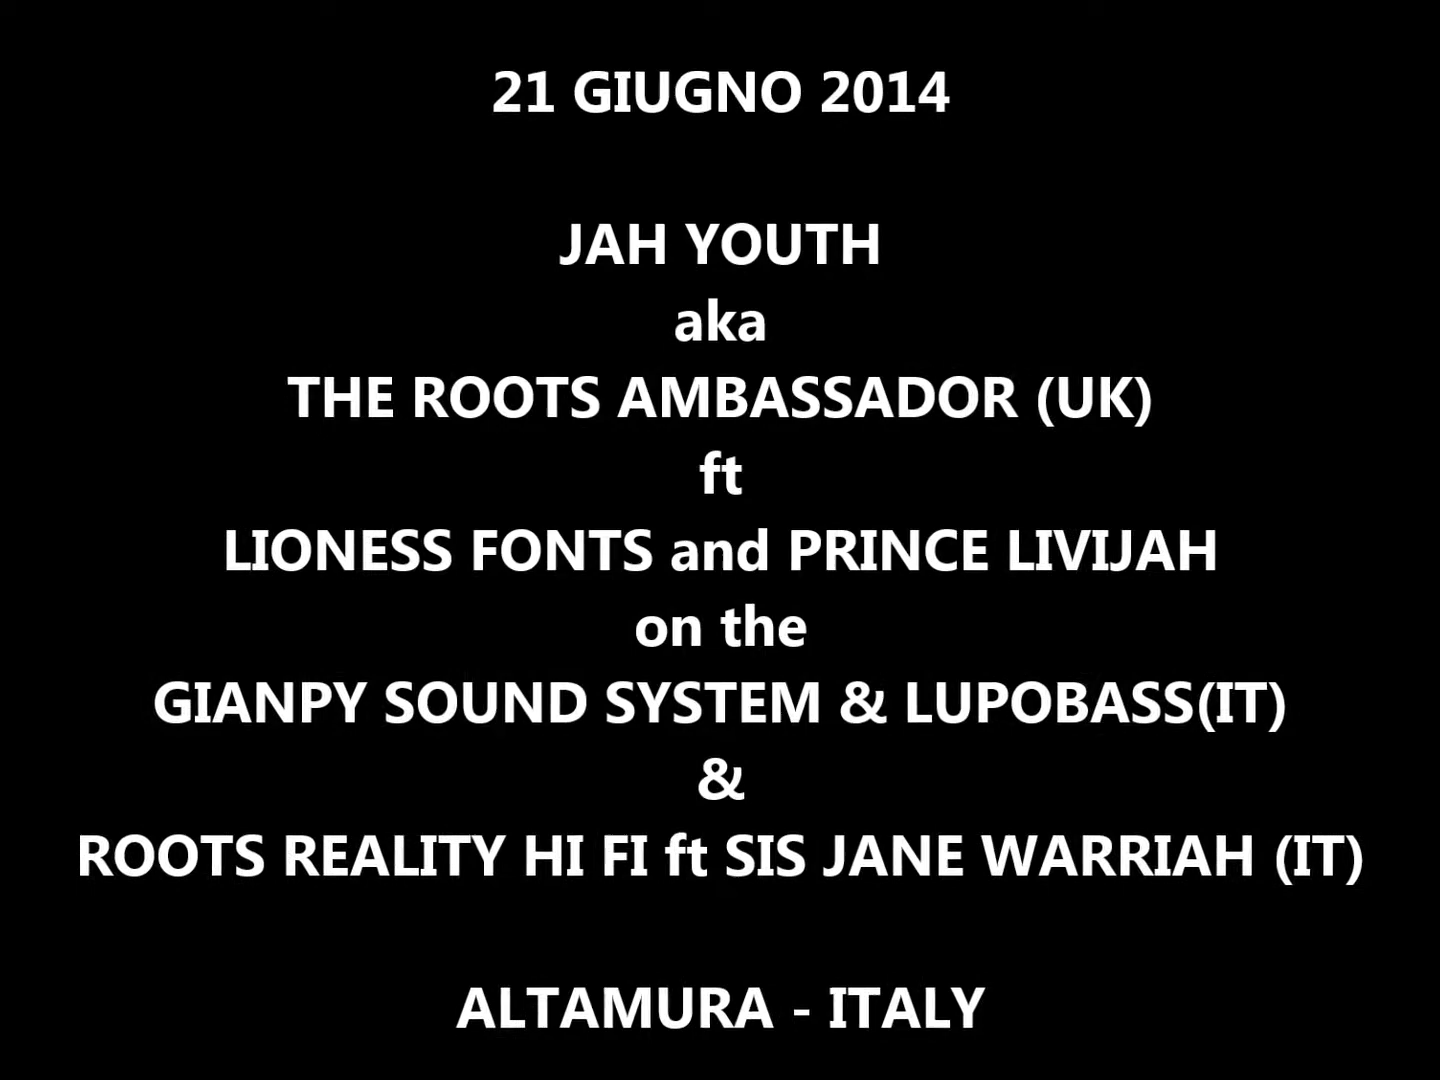 21 GIUGNO 2014
JAH YOUTH
aka
THE ROOTS AMBASSADOR (UK)
ft
LIONESS FONTS and PRINCE LIVIJAH
on the
GIANPY SOUND SYSTEM & LUPOBASS(IT)
&
ROOTS REALITY HI FI ft SIS JANE WARRIAH (IT)
ALTAMURA - ITALY